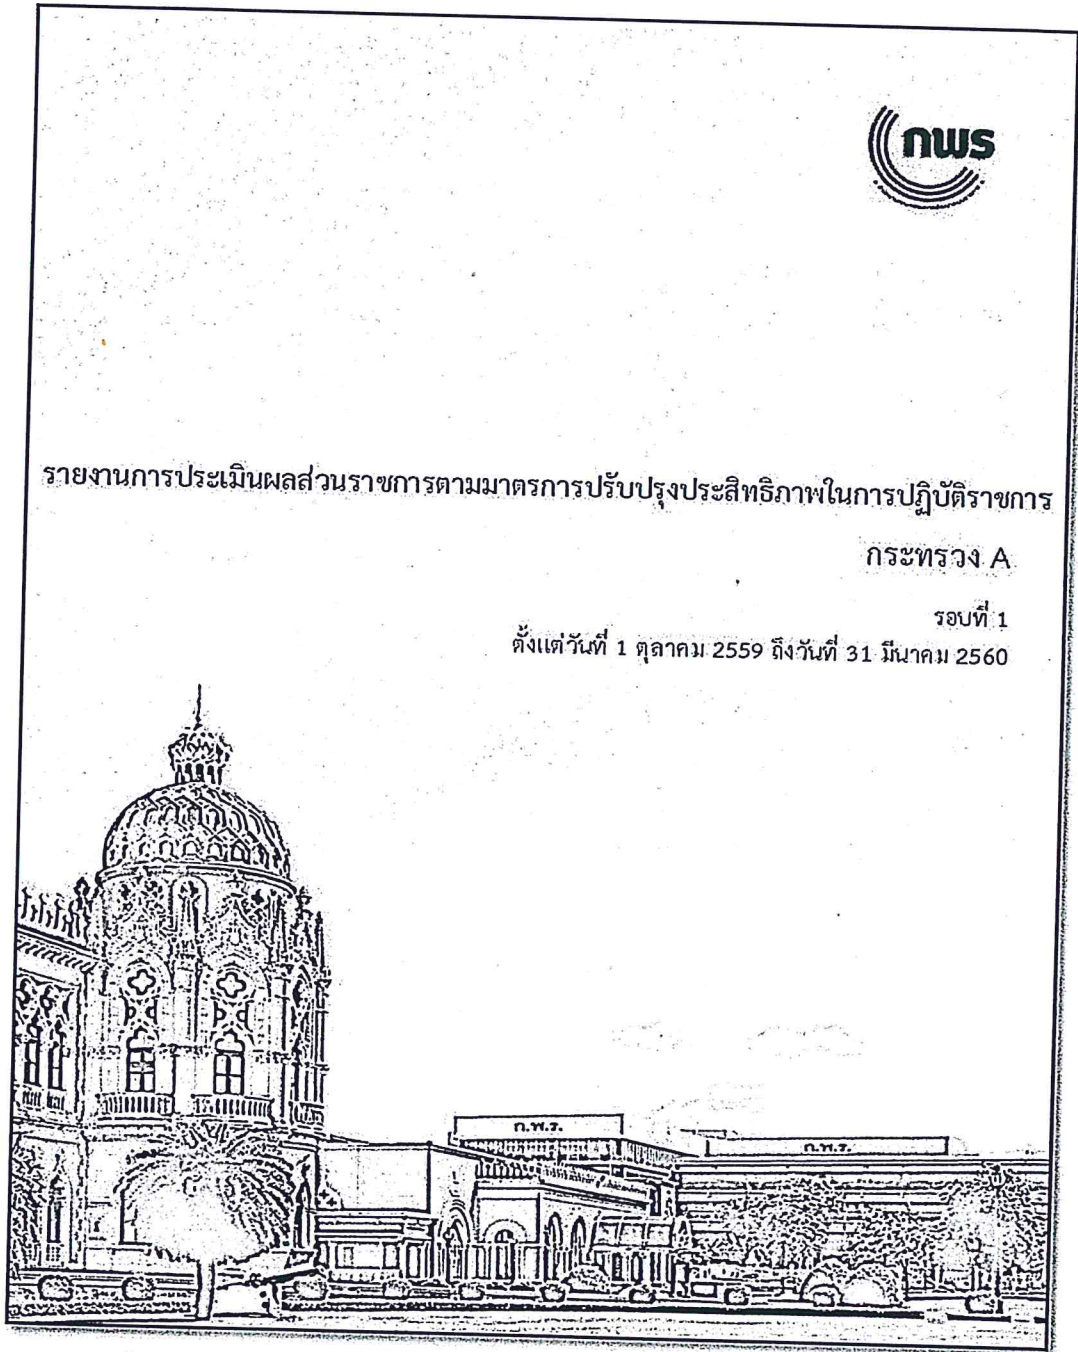 กพร
รายงานการประเมินผลส่วนราชการตามมาตรการปรับปรุงประสิทธิภาพในการปฏิบัติราชการ
กระทรวง A
รอบที่ 1
ตั้งแต่วันที่ 1 ตุลาคม 2559 ถึงวันที่ 31 มีนาคม 2560
ก.พ.ร.
ก.พ.ร.